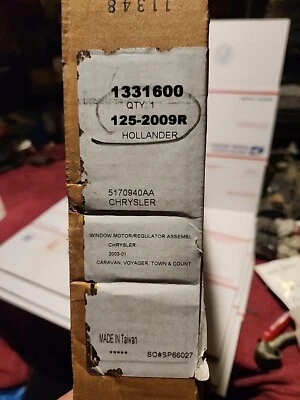 11348
1331600
QTY: 1
125-2009R
HOLLANDER
5170940AA
CHRYSLER
WINDOW MOTOR/REGULATOR ASSEMBL
CHRYSLER
2003-01
CARAVAN, VOYAGER, TOWN & COUNT
MADE IN Taiwan
*****
SO#SP66027